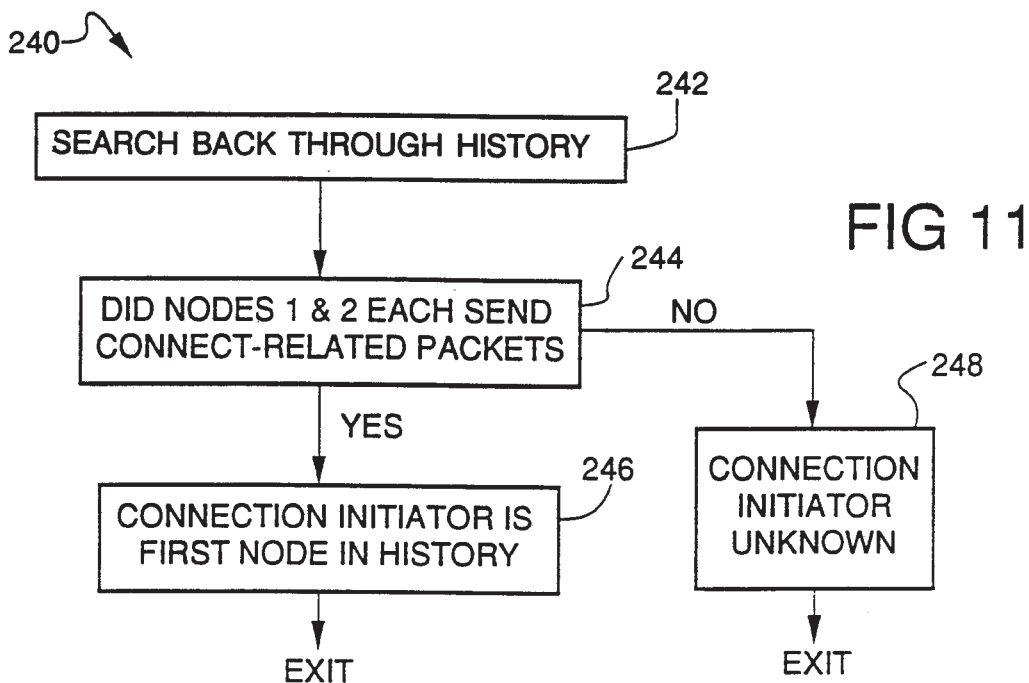 240
242
SEARCH BACK THROUGH HISTORY
FIG 11
244
DID NODES 1 & 2 EACH SEND
CONNECT-RELATED PACKETS
NO
248
YES
CONNECTION
INITIATOR
UNKNOWN
246
CONNECTION INITIATOR IS
FIRST NODE IN HISTORY
EXIT
EXIT